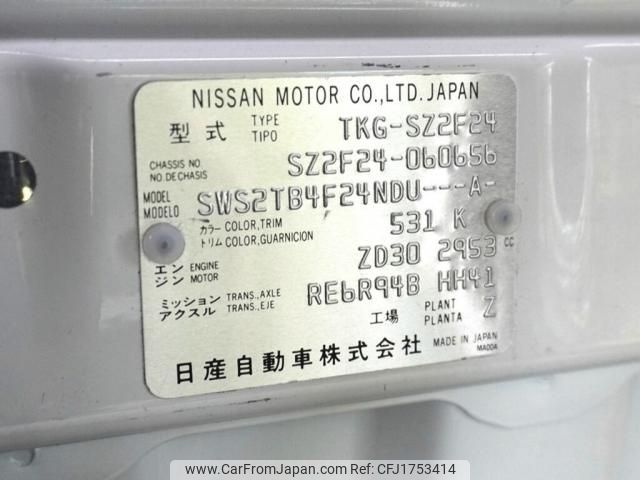 NISSAN MOTOR CO.,LTD. JAPAN
型式 TYPE TIPO TKG-SZ2F24
CHASSIS NO. NO. DE CHASIS SZ2F24-060656
MODEL MODELO SWS2TB4F24NDU---A-
カラー COLOR,TRIM トリム COLOR,GUARNICION 531 K
エンジン ENGINE MOTOR ZD30 2953 cc
ミッション TRANS.,AXLE アクスル TRANS.,EJE RE6R94B HH41
工場 PLANT PLANTA Z
日産自動車株式会社 MADE IN JAPAN
MA00A
www.CarFromJapan.com | Car From Japan - CFJ1753414